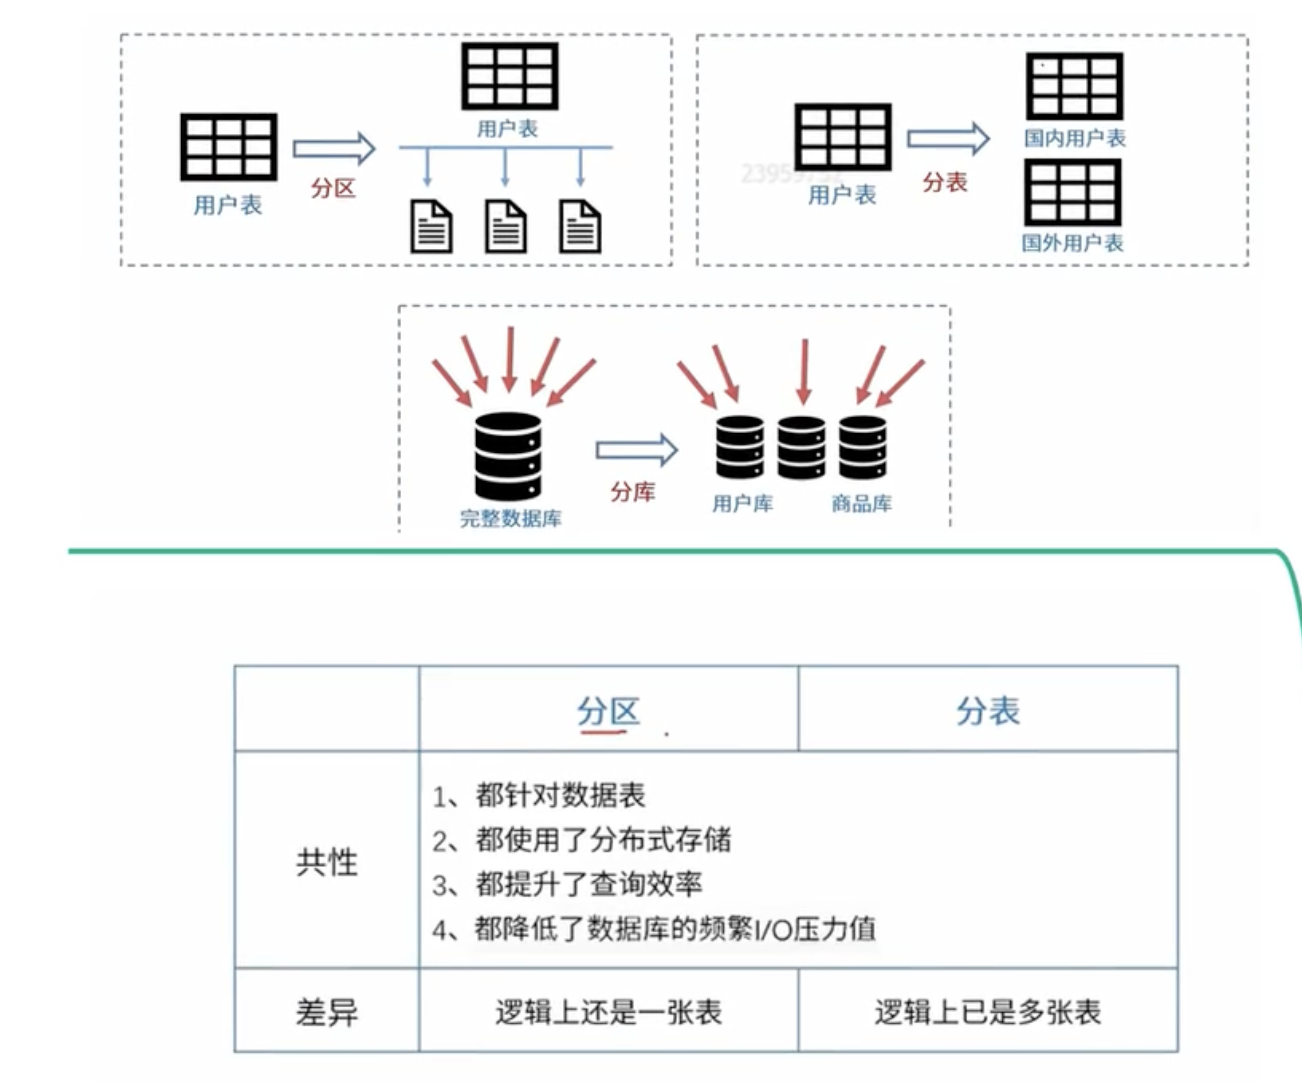 用户表
分区
用户表
用户表
分表
国内用户表
国外用户表
完整数据库
分库
用户库
商品库
分区
分表
共性
1、都针对数据表
2、都使用了分布式存储
3、都提升了查询效率
4、都降低了数据库的频繁I/O压力值
差异
逻辑上还是一张表
逻辑上已是多张表